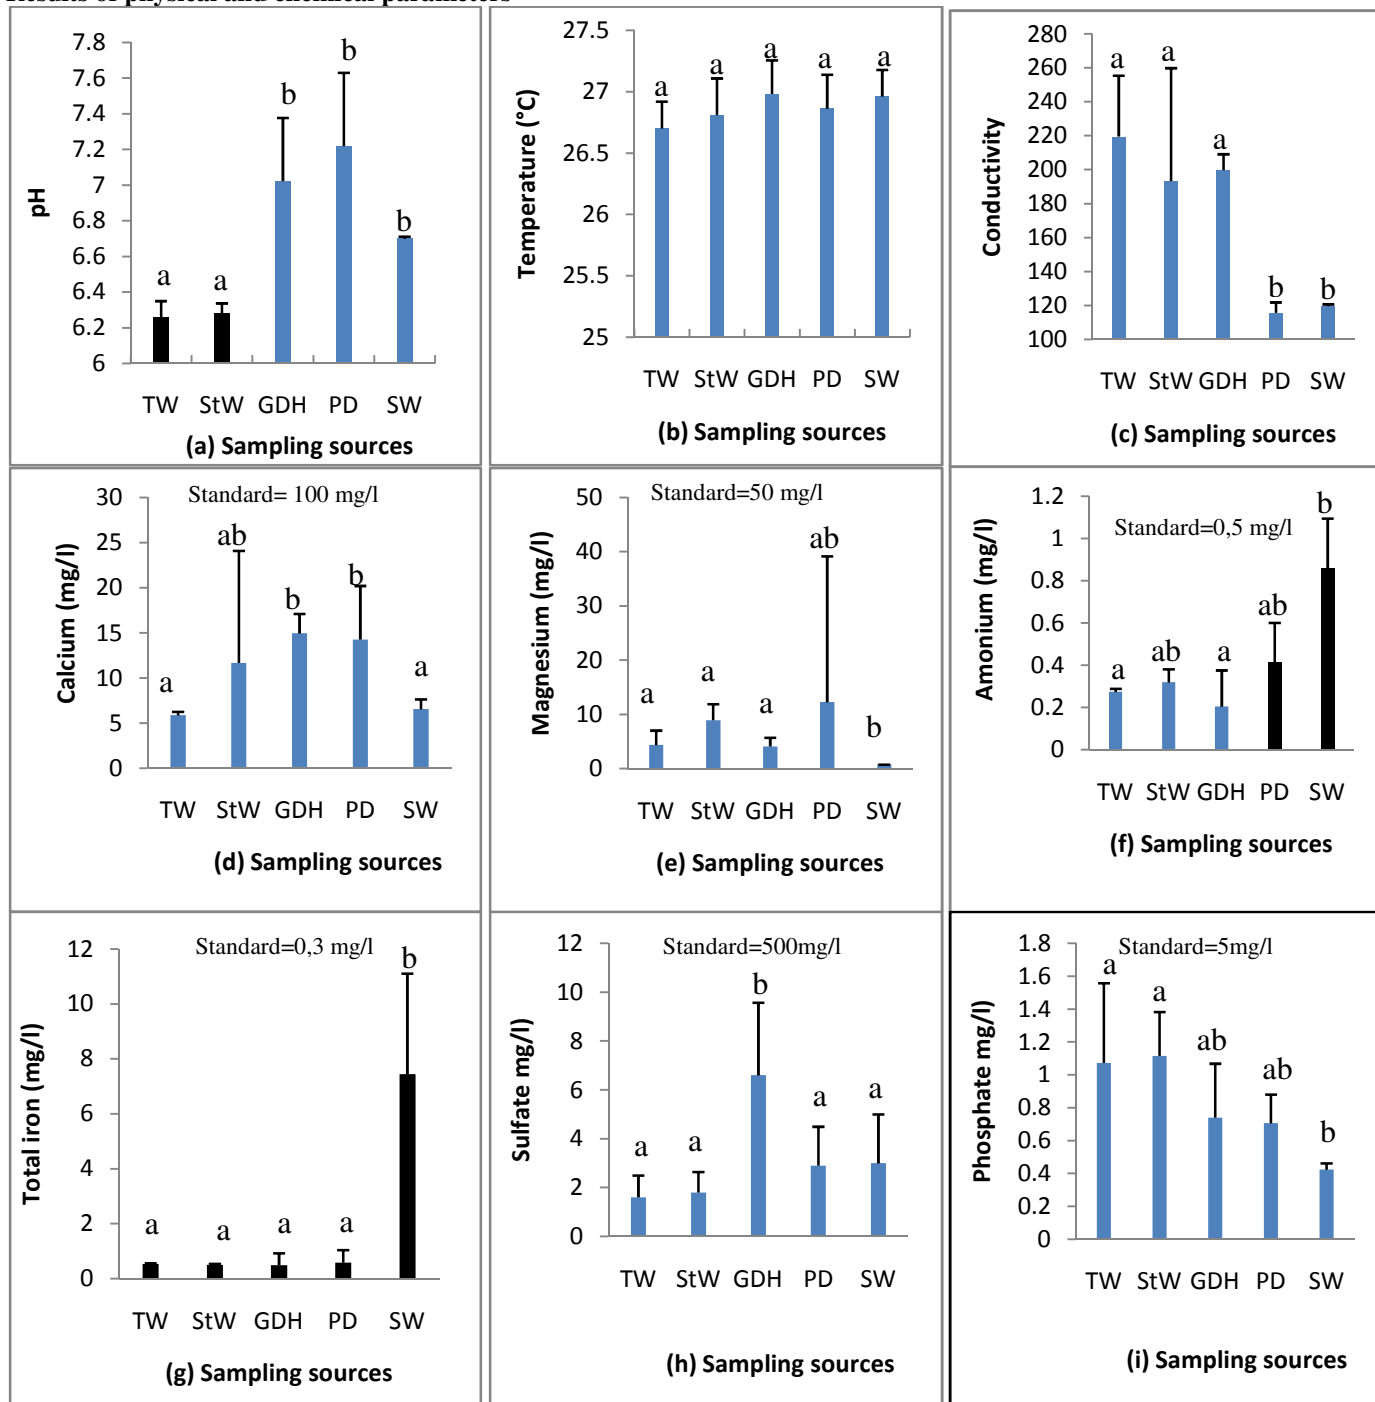 Results of physical and chemical parameters
7.8
7.6
7.4
7.2
7
6.8
6.6
6.4
6.2
6
pH
a
a
b
b
b
TW StW GDH PD SW
(a) Sampling sources
27.5
27
26.5
26
25.5
25
Temperature (°C)
a
a
a
a
a
TW StW GDH PD SW
(b) Sampling sources
280
260
240
220
200
180
160
140
120
100
Conductivity
a
a
a
b
b
TW StW GDH PD SW
(c) Sampling sources
Standard= 100 mg/l
30
25
20
15
10
5
0
Calcium (mg/l)
a
ab
b
b
a
TW StW GDH PD SW
(d) Sampling sources
Standard=50 mg/l
50
40
30
20
10
0
Magnesium (mg/l)
a
a
a
ab
b
TW StW GDH PD SW
(e) Sampling sources
Standard=0,5 mg/l
1.2
1
0.8
0.6
0.4
0.2
0
Amonium (mg/l)
a
ab
a
ab
b
TW StW GDH PD SW
(f) Sampling sources
Standard=0,3 mg/l
12
10
8
6
4
2
0
Total iron (mg/l)
a
a
a
a
b
TW StW GDH PD SW
(g) Sampling sources
Standard=500mg/l
12
10
8
6
4
2
0
Sulfate mg/l)
a
a
b
a
a
TW StW GDH PD SW
(h) Sampling sources
Standard=5mg/l
1.8
1.6
1.4
1.2
1
0.8
0.6
0.4
0.2
0
Phosphate mg/l)
a
a
ab
ab
b
TW StW GDH PD SW
(i) Sampling sources